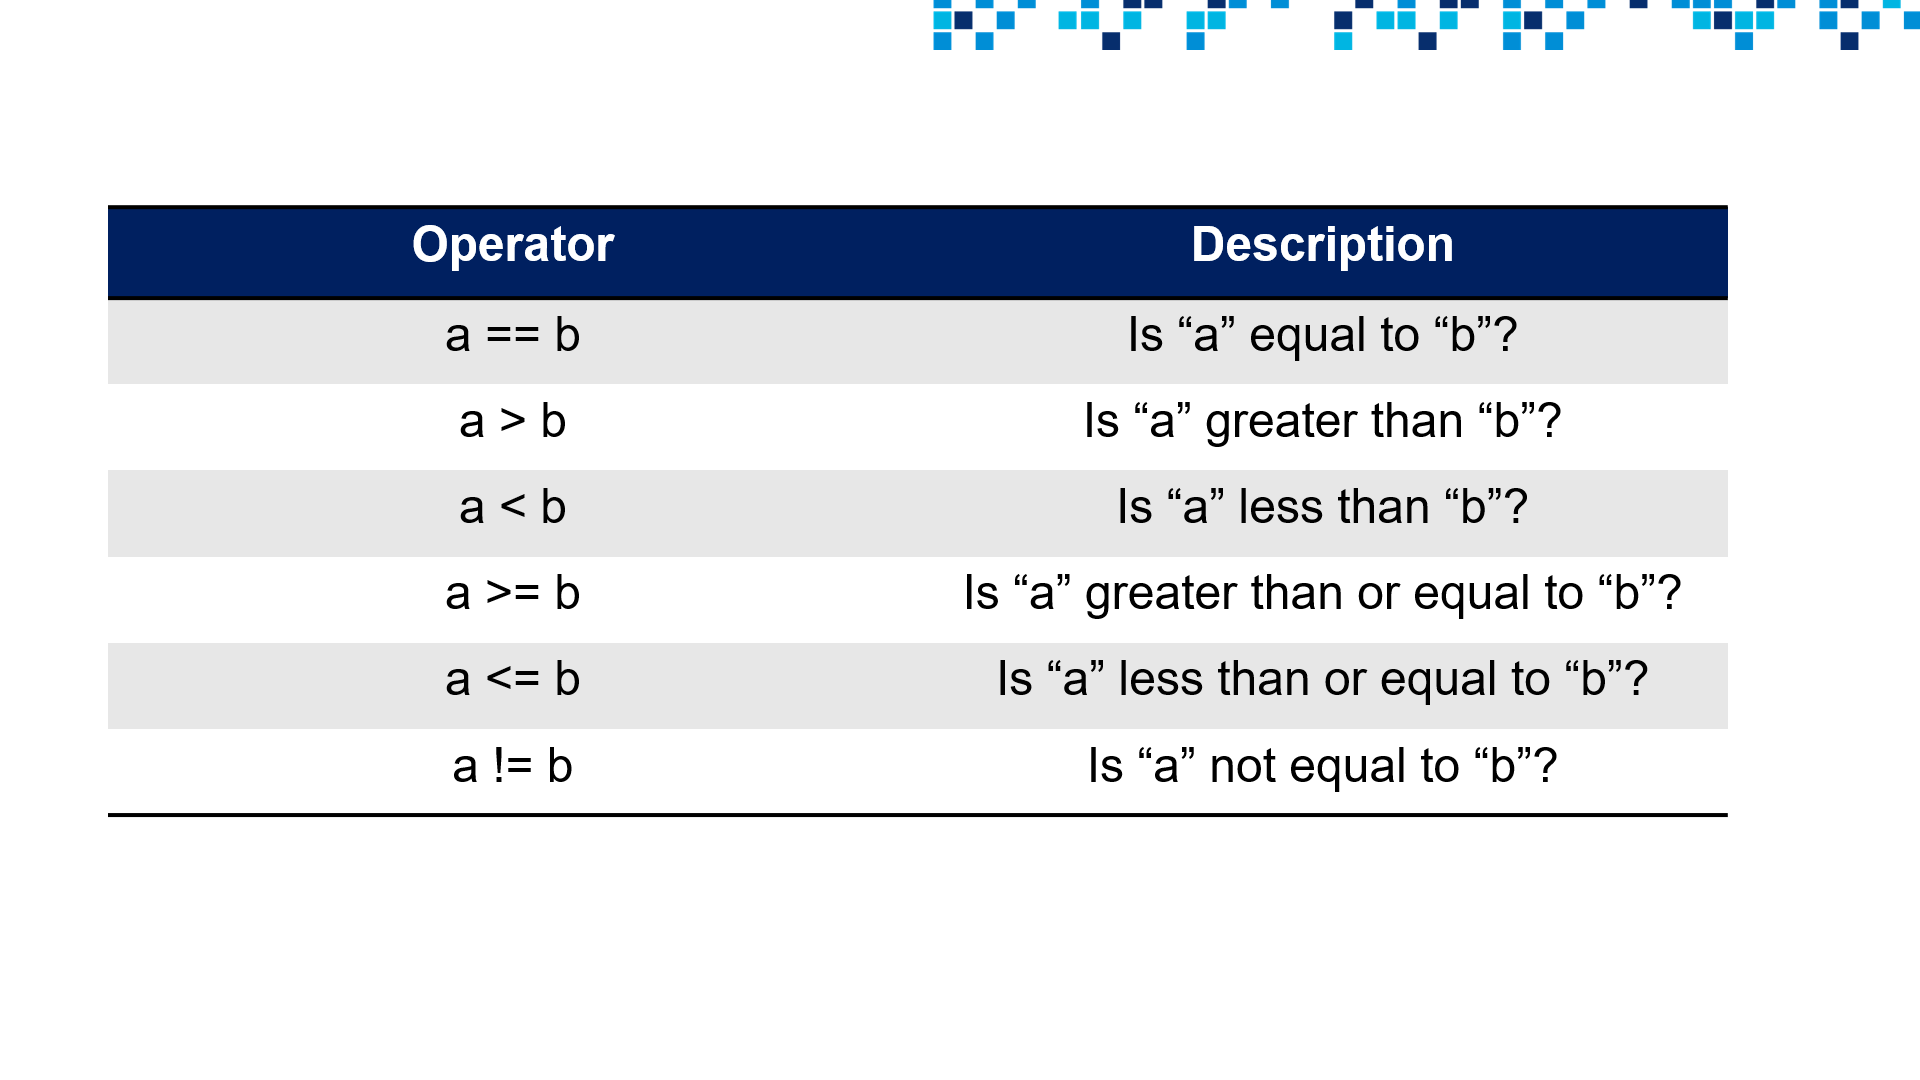 Operator Description
a == b Is “a” equal to “b”?
a > b Is “a” greater than “b”?
a < b Is “a” less than “b”?
a >= b Is “a” greater than or equal to “b”?
a <= b Is “a” less than or equal to “b”?
a != b Is “a” not equal to “b”?